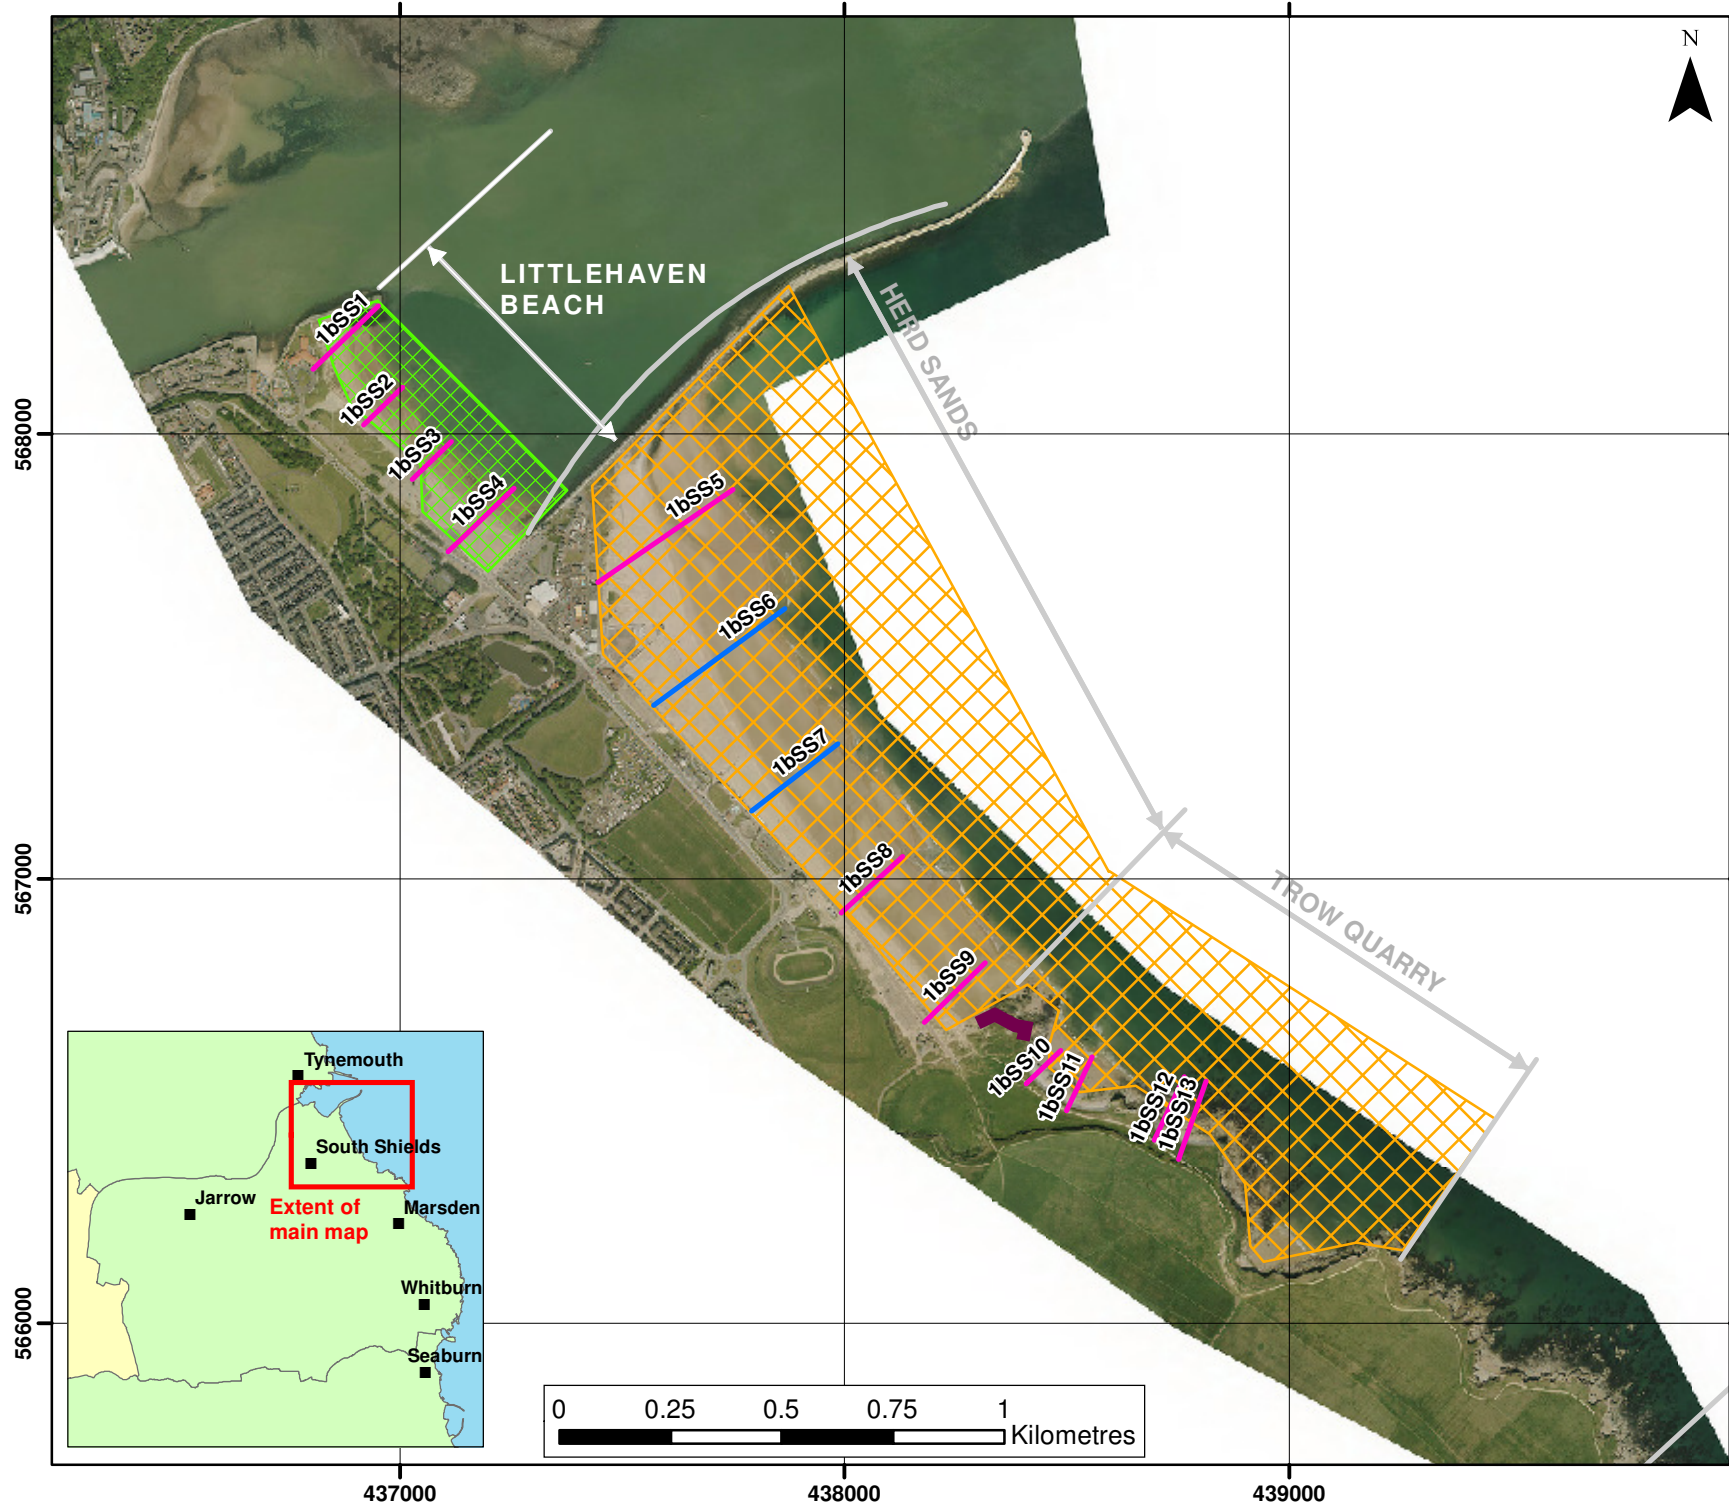 N
LITTLEHAVEN
BEACH
HERD SANDS
1bSS1
1bSS2
1bSS3
1bSS4
1bSS5
1bSS6
1bSS7
1bSS8
1bSS9
1bSS10
1bSS11
1bSS12
1bSS13
TROW QUARRY
568000
567000
566000
Tynemouth
South Shields
Jarrow
Extent of
main map
Marsden
Whitburn
Seaburn
0 0.25 0.5 0.75 1
Kilometres
437000 438000 439000